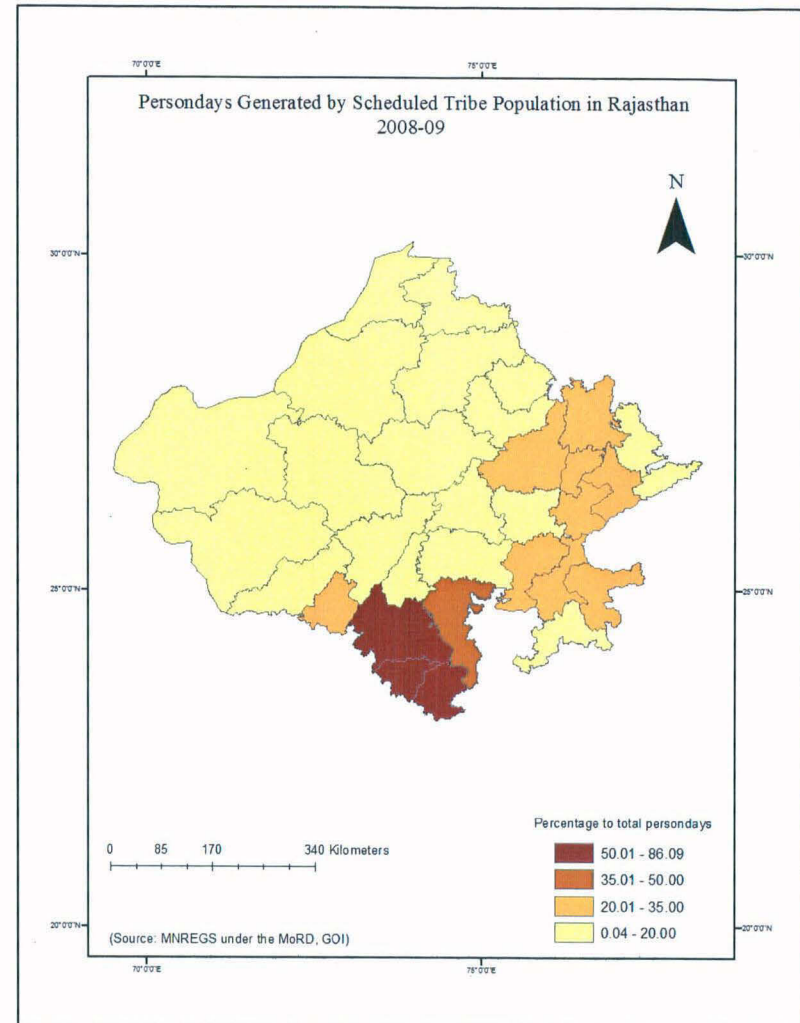 70°0'0"E 75°0'0"E
Persondays Generated by Scheduled Tribe Population in Rajasthan
2008-09
N
30°0'0"N 30°0'0"N
25°0'0"N 25°0'0"N
Percentage to total persondays
0 85 170 340 Kilometers
50.01 - 86.09
35.01 - 50.00
20.01 - 35.00
0.04 - 20.00
20°0'0"N 20°0'0"N
(Source: MNREGS under the MoRD, GOI)
70°0'0"E 75°0'0"E